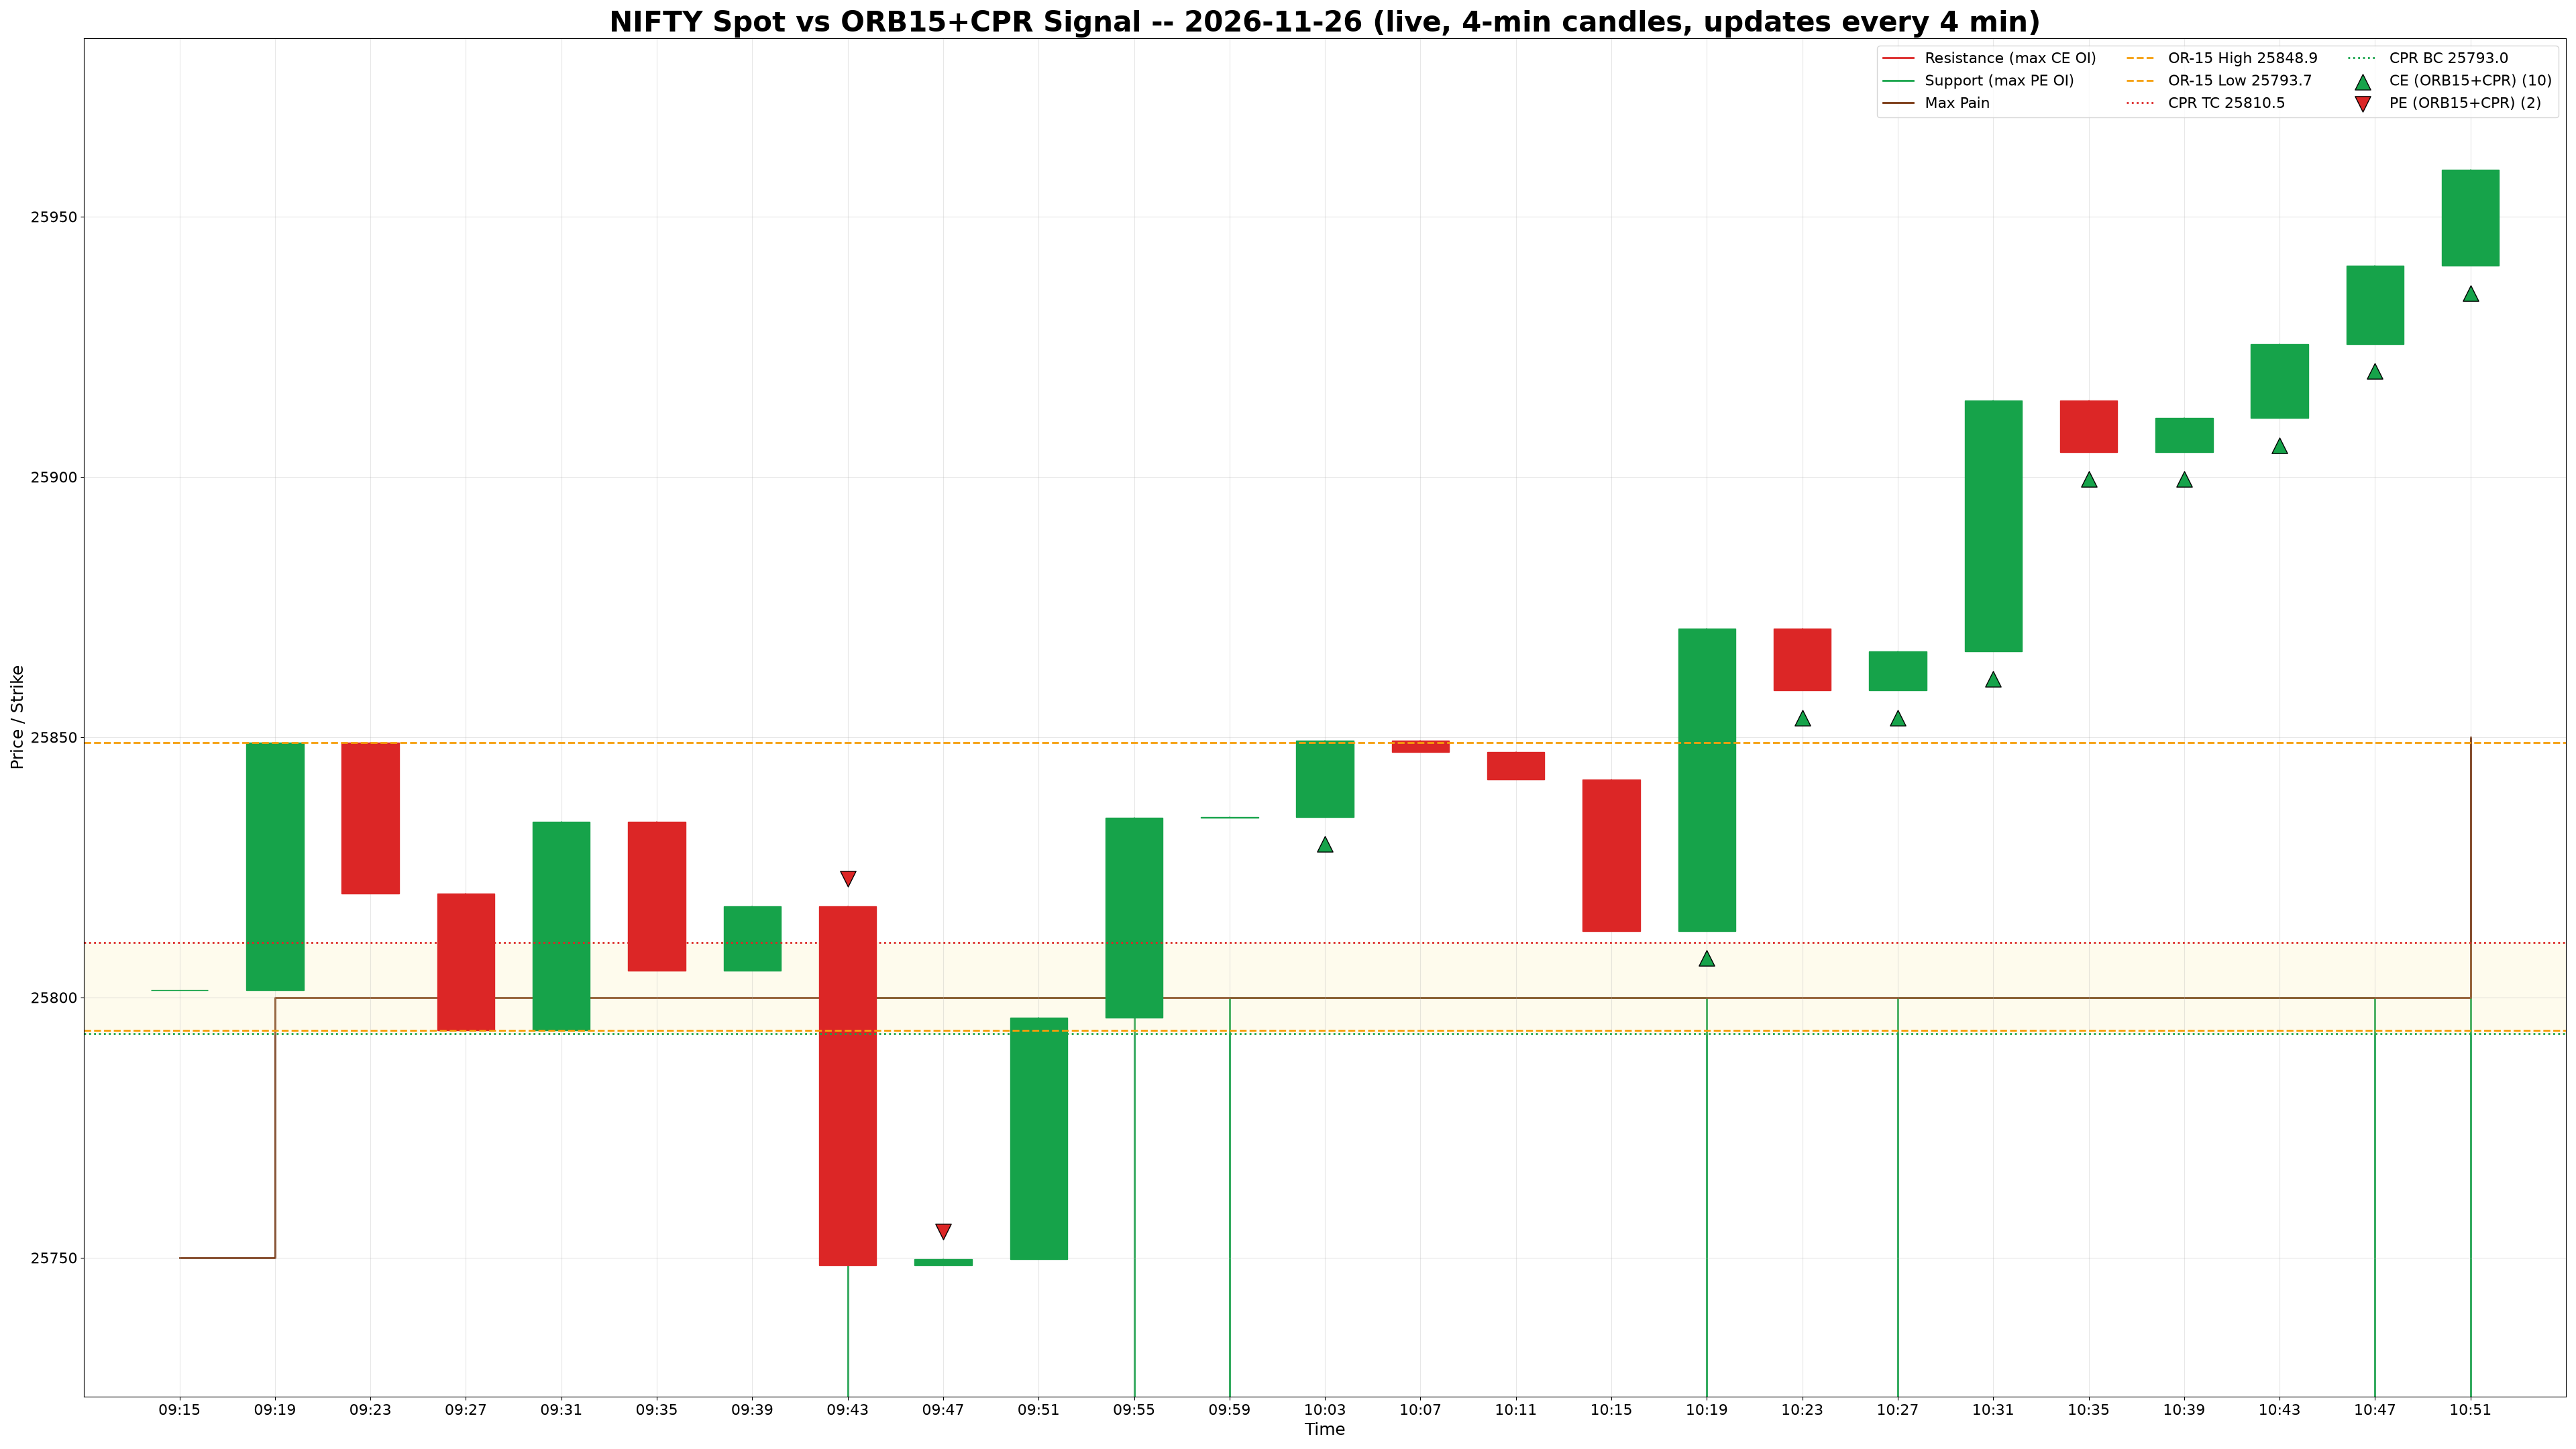 NIFTY Spot vs ORB15+CPR Signal -- 2026-11-26 (live, 4-min candles, updates every 4 min)
Resistance (max CE OI)
Support (max PE OI)
Max Pain
OR-15 High 25848.9
OR-15 Low 25793.7
CPR TC 25810.5
CPR BC 25793.0
CE (ORB15+CPR) (10)
PE (ORB15+CPR) (2)
Price / Strike
25950
25900
25850
25800
25750
09:15 09:19 09:23 09:27 09:31 09:35 09:39 09:43 09:47 09:51 09:55 09:59 10:03 10:07 10:11 10:15 10:19 10:23 10:27 10:31 10:35 10:39 10:43 10:47 10:51
Time